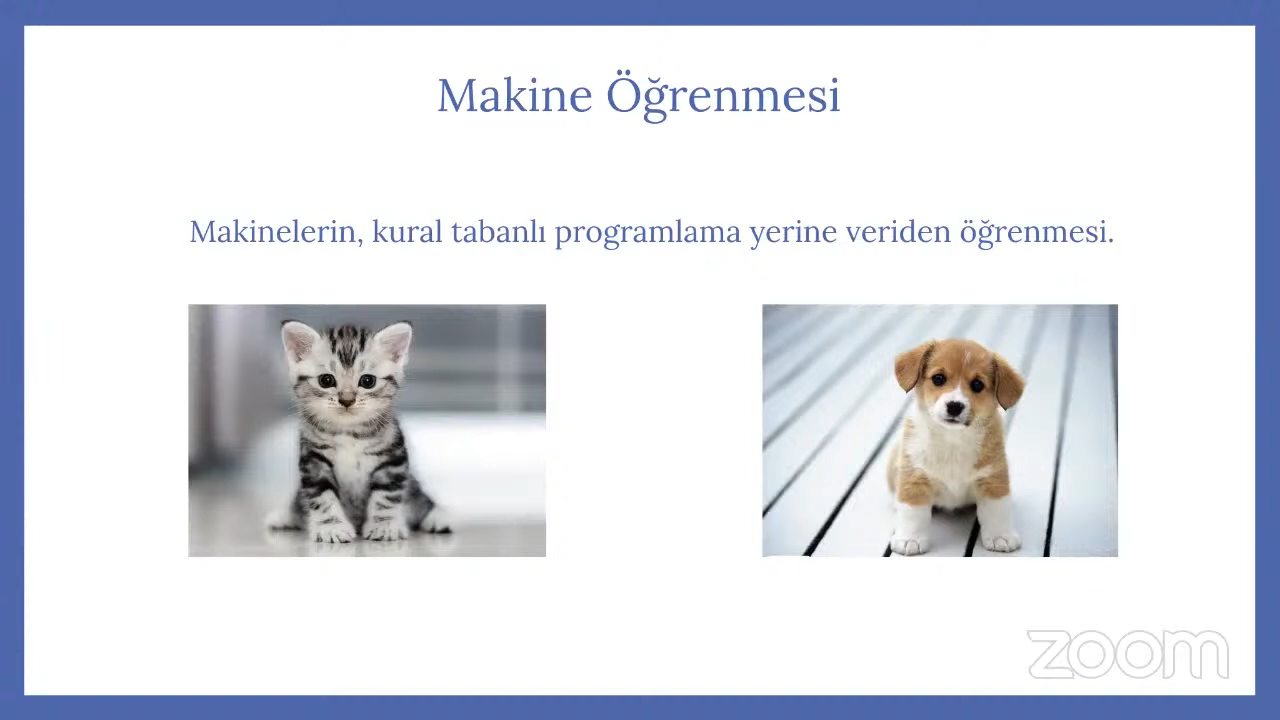 Makine Öğrenmesi
Makinelerin, kural tabanlı programlama yerine veriden öğrenmesi.
zoom